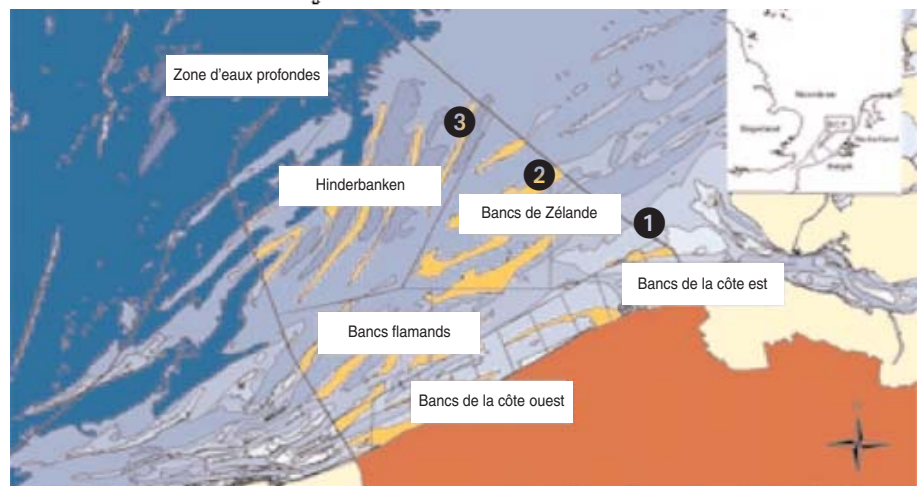 Zone d'eaux profondes
3
Hinderbanken
2
Bancs de Zélande
1
Bancs de la côte est
Bancs flamands
Bancs de la côte ouest